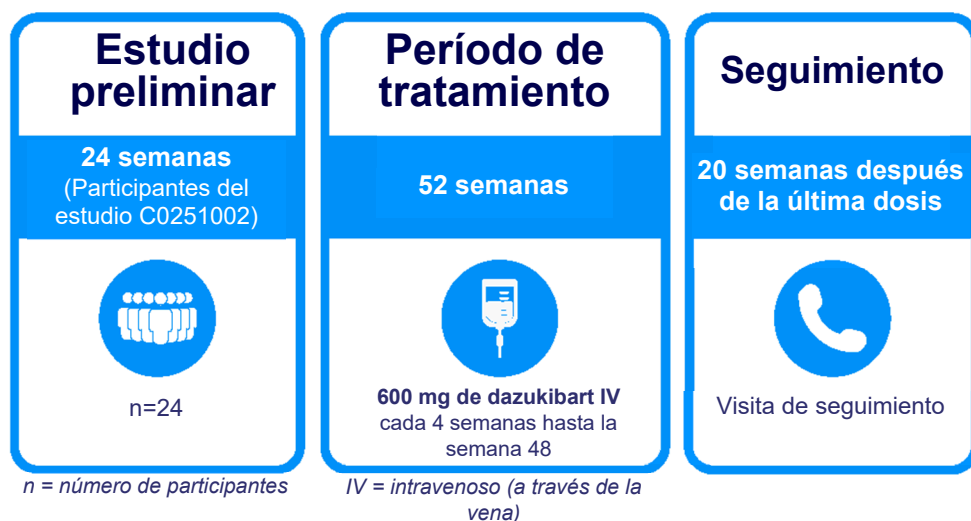 Estudio
preliminar
24 semanas
(Participantes del
estudio C0251002)
n=24
n = número de participantes
Período de
tratamiento
52 semanas
600 mg de dazukibart IV
cada 4 semanas hasta la
semana 48
IV = intravenoso (a través de la
vena)
Seguimiento
20 semanas después
de la última dosis
Visita de seguimiento